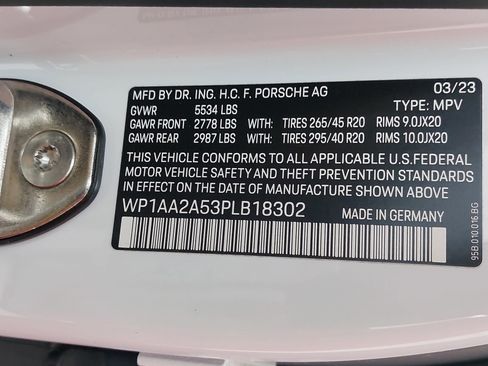 MFD BY DR. ING. H.C. F. PORSCHE AG 03/23
GVWR 5534 LBS TYPE: MPV
GAWR FRONT 2778 LBS WITH: TIRES 265/45 R20 RIMS 9.0JX20
GAWR REAR 2987 LBS WITH: TIRES 295/40 R20 RIMS 10.0JX20
THIS VEHICLE CONFORMS TO ALL APPLICABLE U.S.FEDERAL
MOTOR VEHICLE SAFETY AND THEFT PREVENTION STANDARDS
IN EFFECT ON THE DATE OF MANUFACTURE SHOWN ABOVE.
WP1AA2A53PLB18302 MADE IN GERMANY
95B.010.016.BG